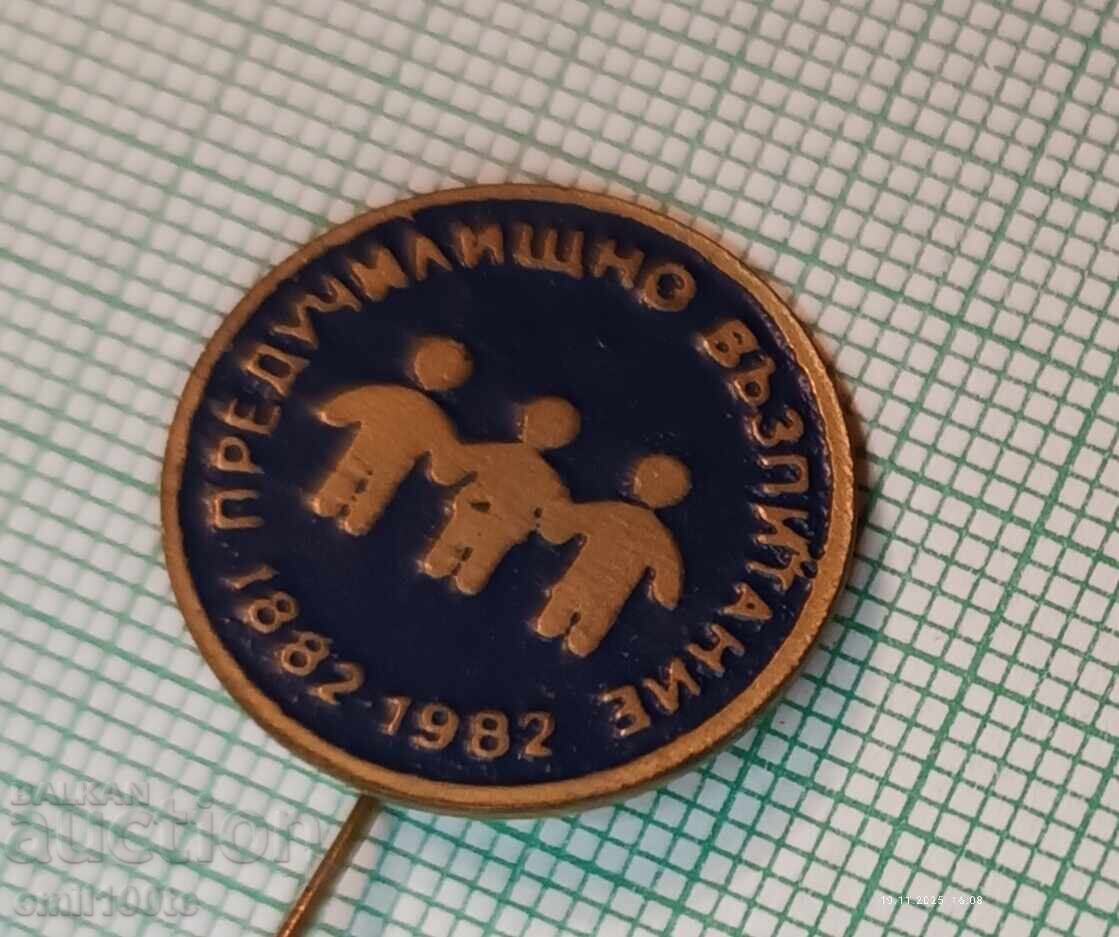 ПРЕДУЧИЛИЩНО ВЪЗПИТАНИЕ
1882-1982
BALKAN
auction
emil100te
19.11.2025 16:08